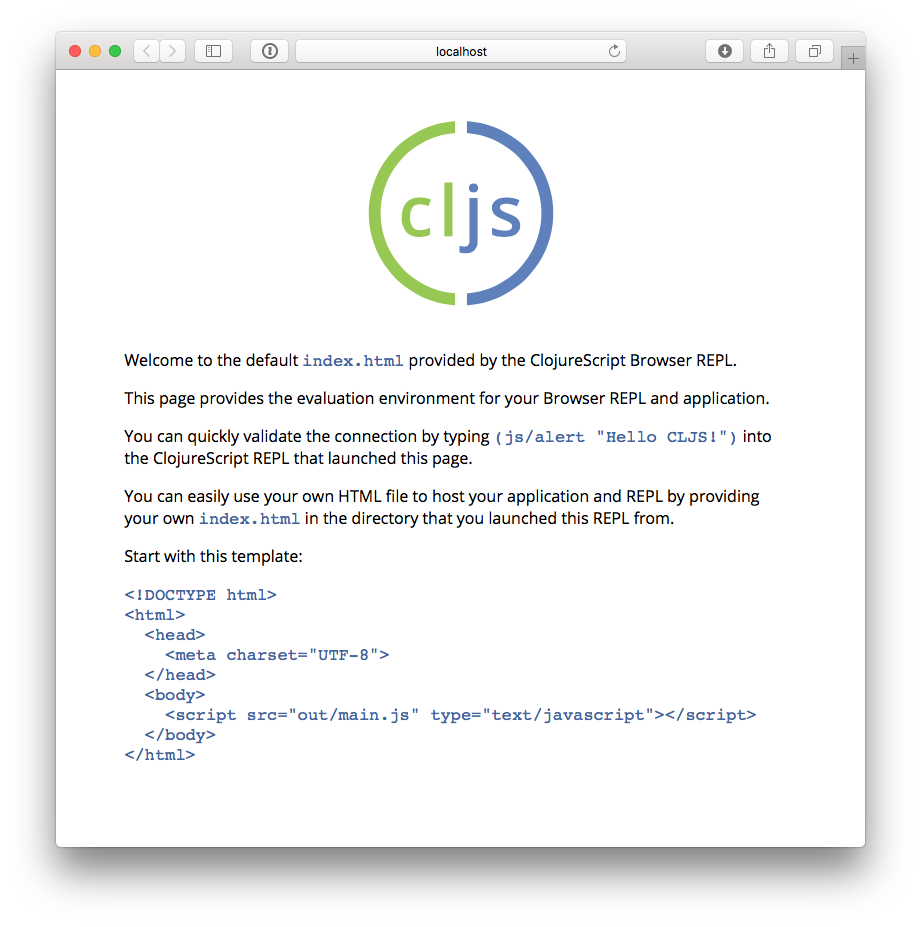 localhost
cljs
Welcome to the default index.html provided by the ClojureScript Browser REPL.
This page provides the evaluation environment for your Browser REPL and application.
You can quickly validate the connection by typing (js/alert "Hello CLJS!") into
the ClojureScript REPL that launched this page.
You can easily use your own HTML file to host your application and REPL by providing
your own index.html in the directory that you launched this REPL from.
Start with this template:
<!DOCTYPE html>
<html>
  <head>
    <meta charset="UTF-8">
  </head>
  <body>
    <script src="out/main.js" type="text/javascript"></script>
  </body>
</html>